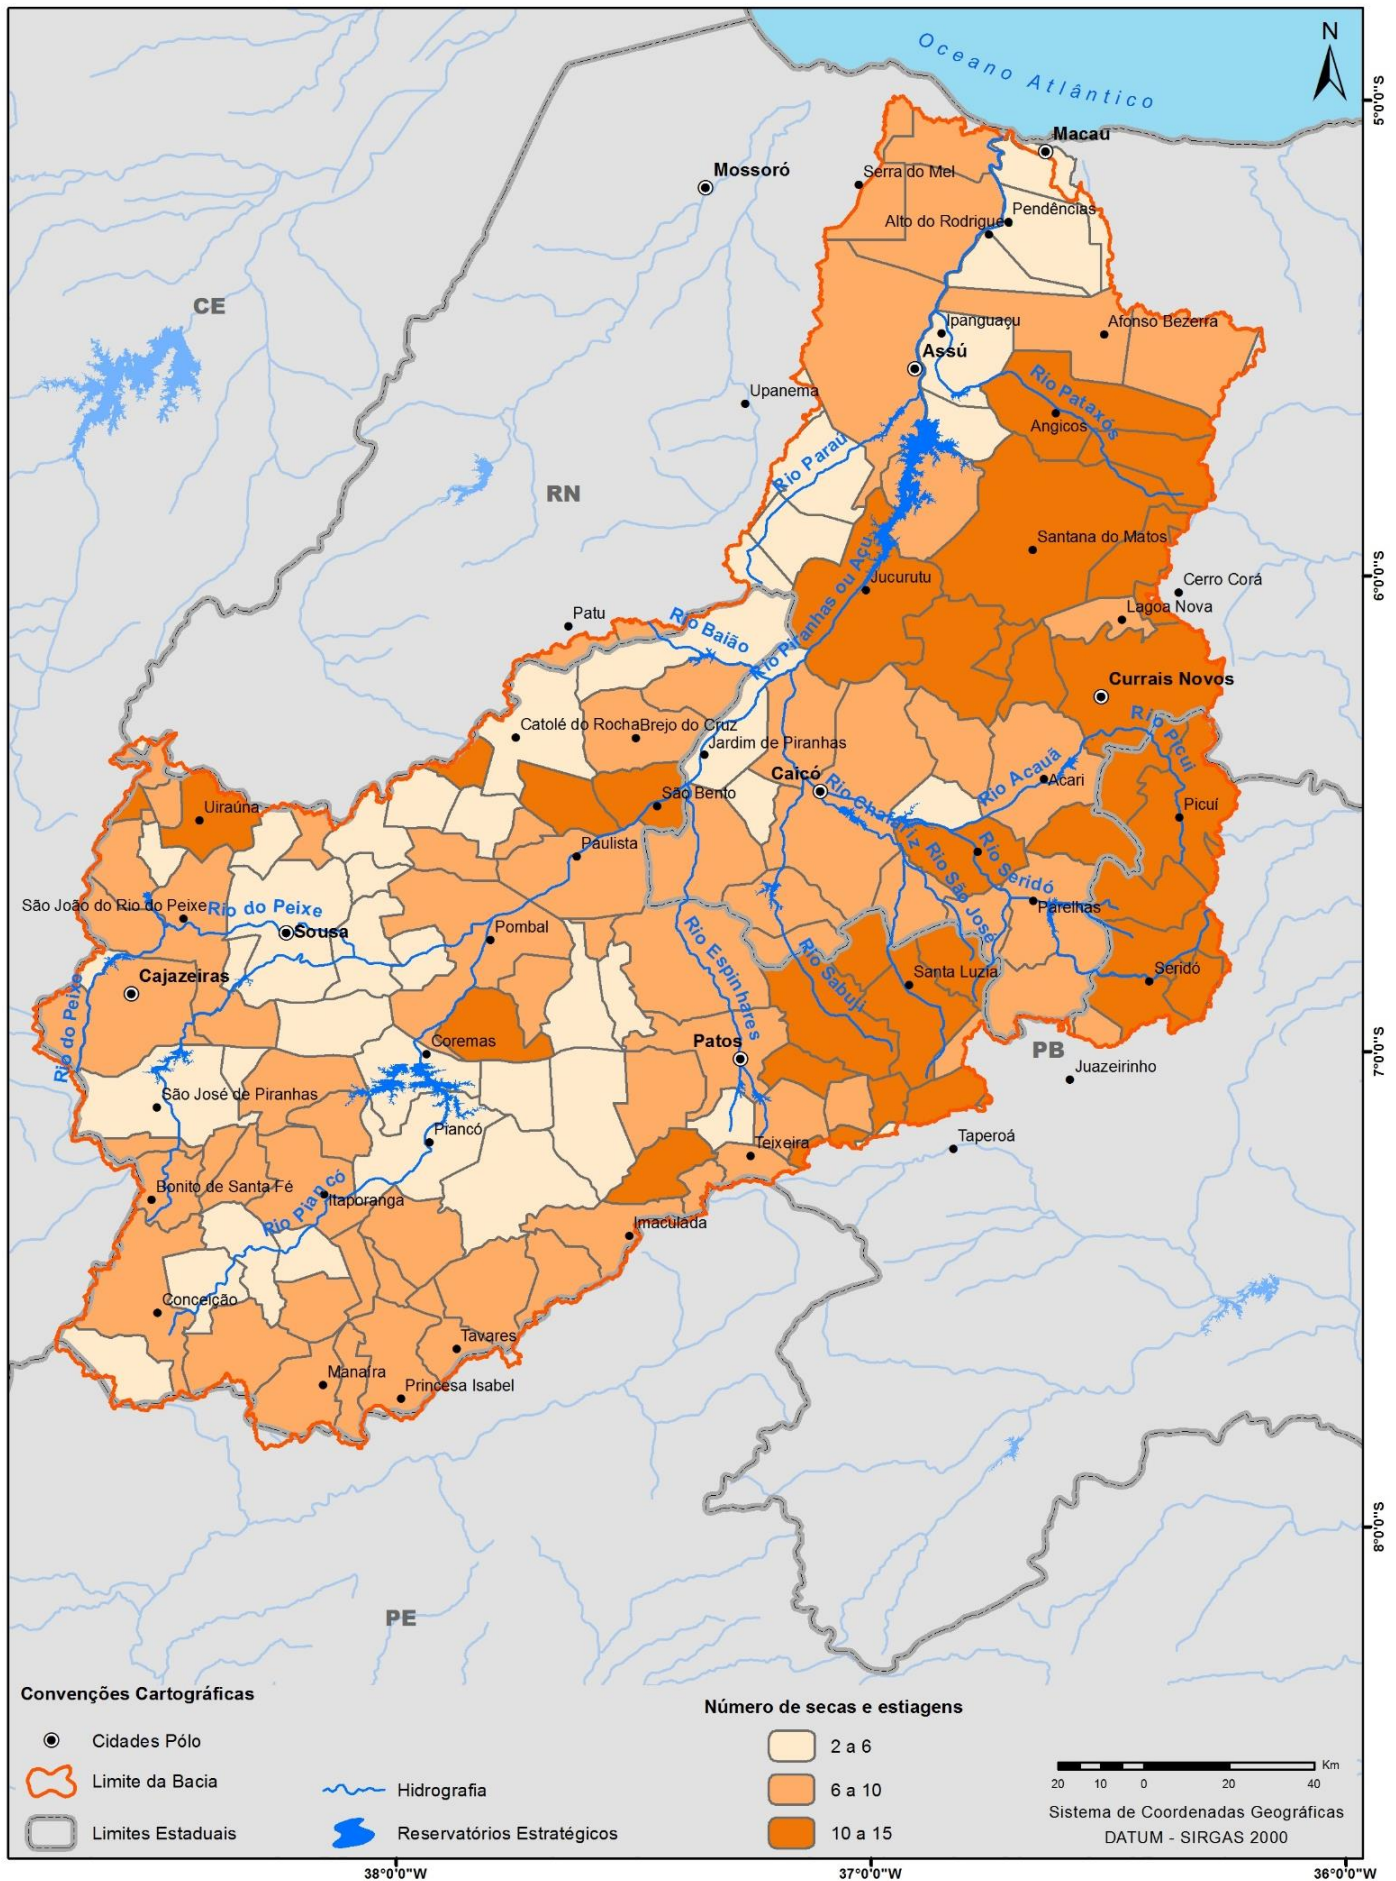 Oceano Atlântico
N
5°0'0"S
Macau
Mossoró
Serra do Mel
Pendências
Alto do Rodrigue
CE
Ipanguaçu
Afonso Bezerra
Assú
Rio Pataxós
Upanema
Angicos
Rio Paraú
RN
Santana do Matos
Rio Piranhas ou Açu
Jucurutu
6°0'0"S
Cerro Corá
Lagoa Nova
Patu
Rio Baião
Currais Novos
Rio Picuí
Catolé do Rocha
Brejo do Cruz
Jardim de Piranhas
Caicó
Rio Acauã
Acari
Uiraúna
São Bento
Rio Chafariz
Picuí
Paulista
Rio São José
Rio Seridó
São João do Rio do Peixe
Rio do Peixe
Parelhas
Sousa
Pombal
Rio Espinhares
Rio Sabuji
Cajazeiras
Santa Luzia
Seridó
Rio do Peixe
Coremas
Patos
PB
7°0'0"S
Juazeirinho
São José de Piranhas
Piancó
Teixeira
Taperoá
Bonito de Santa Fé
Itaporanga
Rio Piancó
Imaculada
Conceição
Tavares
Manaíra
Princesa Isabel
8°0'0"S
PE
Convenções Cartográficas
Cidades Pólo
Limite da Bacia
Limites Estaduais
Hidrografia
Reservatórios Estratégicos
Número de secas e estiagens
2 a 6
6 a 10
10 a 15
Km
20 10 0 20 40
Sistema de Coordenadas Geográficas
DATUM - SIRGAS 2000
38°0'0"W
37°0'0"W
36°0'0"W